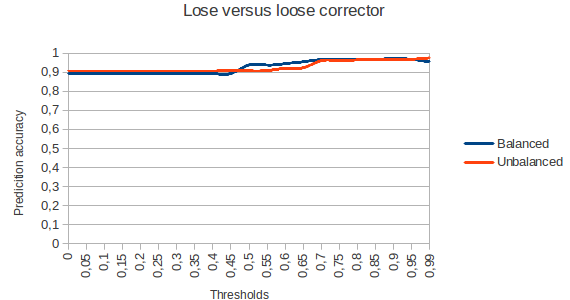 Lose versus loose corrector
1
0,9
0,8
0,7
0,6
0,5
0,4
0,3
0,2
0,1
0
Predicition accuracy
Balanced
Unbalanced
0 0,05 0,1 0,15 0,2 0,25 0,3 0,35 0,4 0,45 0,5 0,55 0,6 0,65 0,7 0,75 0,8 0,85 0,9 0,95 0,99
Thresholds